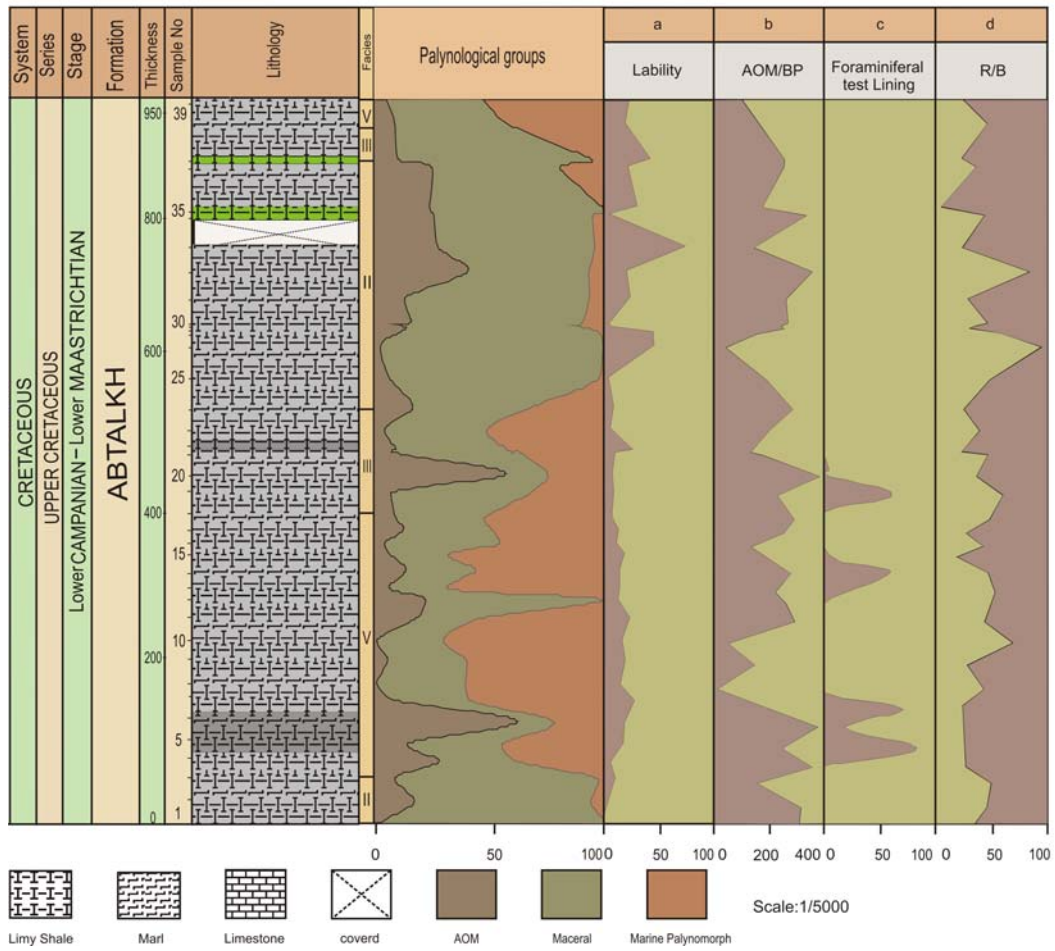 System
Series
Stage
Formation
Thickness
Sample No
Lithology
Facies
Palynological groups
a
b
c
d
Lability
AOM/BP
Foraminiferal
test Lining
R/B
CRETACEOUS
UPPER CRETACEOUS
Lower CAMPANIAN – Lower MAASTRICHTIAN
ABTALKH
950
800
600
400
200
0
39
35
30
25
20
15
10
5
1
V
III
II
III
V
II
0 50 100
0 50 100
0 200 400
0 50 100
0 50 100
Limy Shale
Marl
Limestone
coverd
AOM
Maceral
Marine Palynomorph
Scale:1/5000